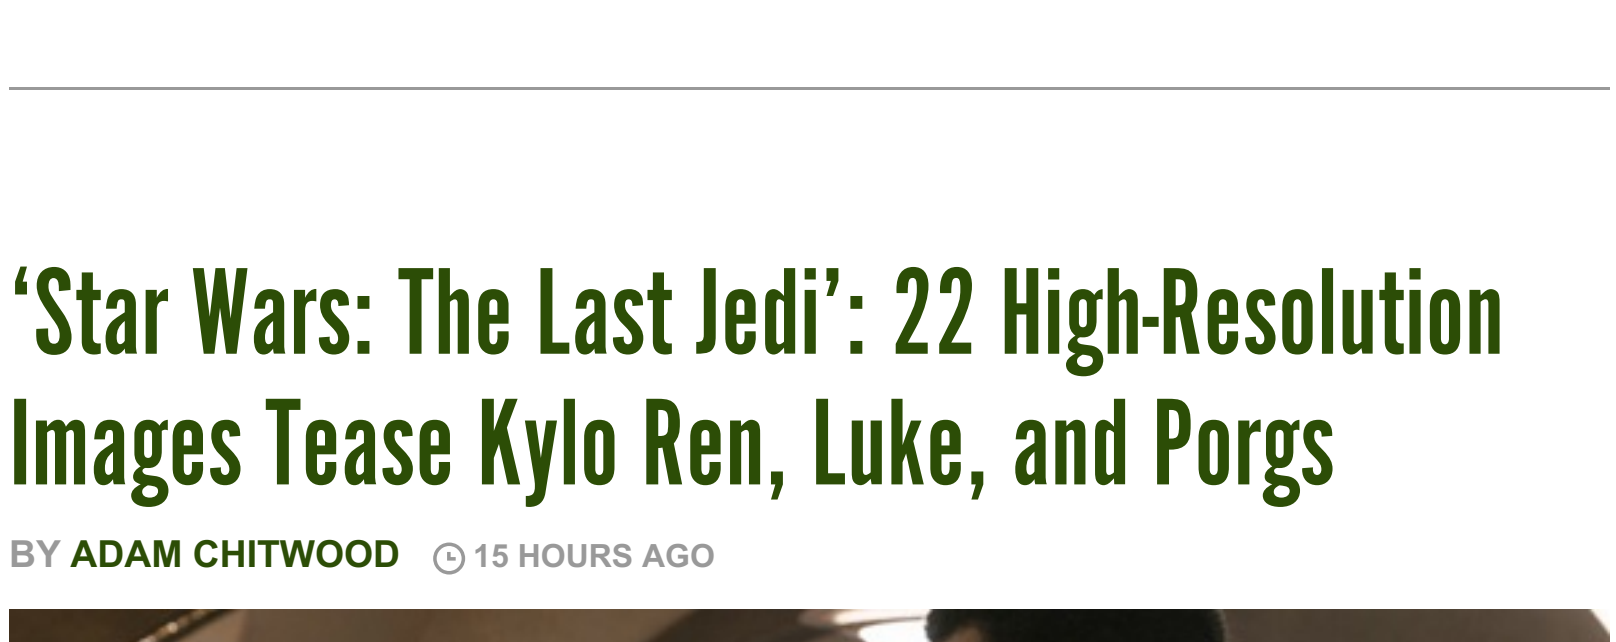 ‘Star Wars: The Last Jedi’: 22 High-Resolution
Images Tease Kylo Ren, Luke, and Porgs
BY ADAM CHITWOOD 15 HOURS AGO